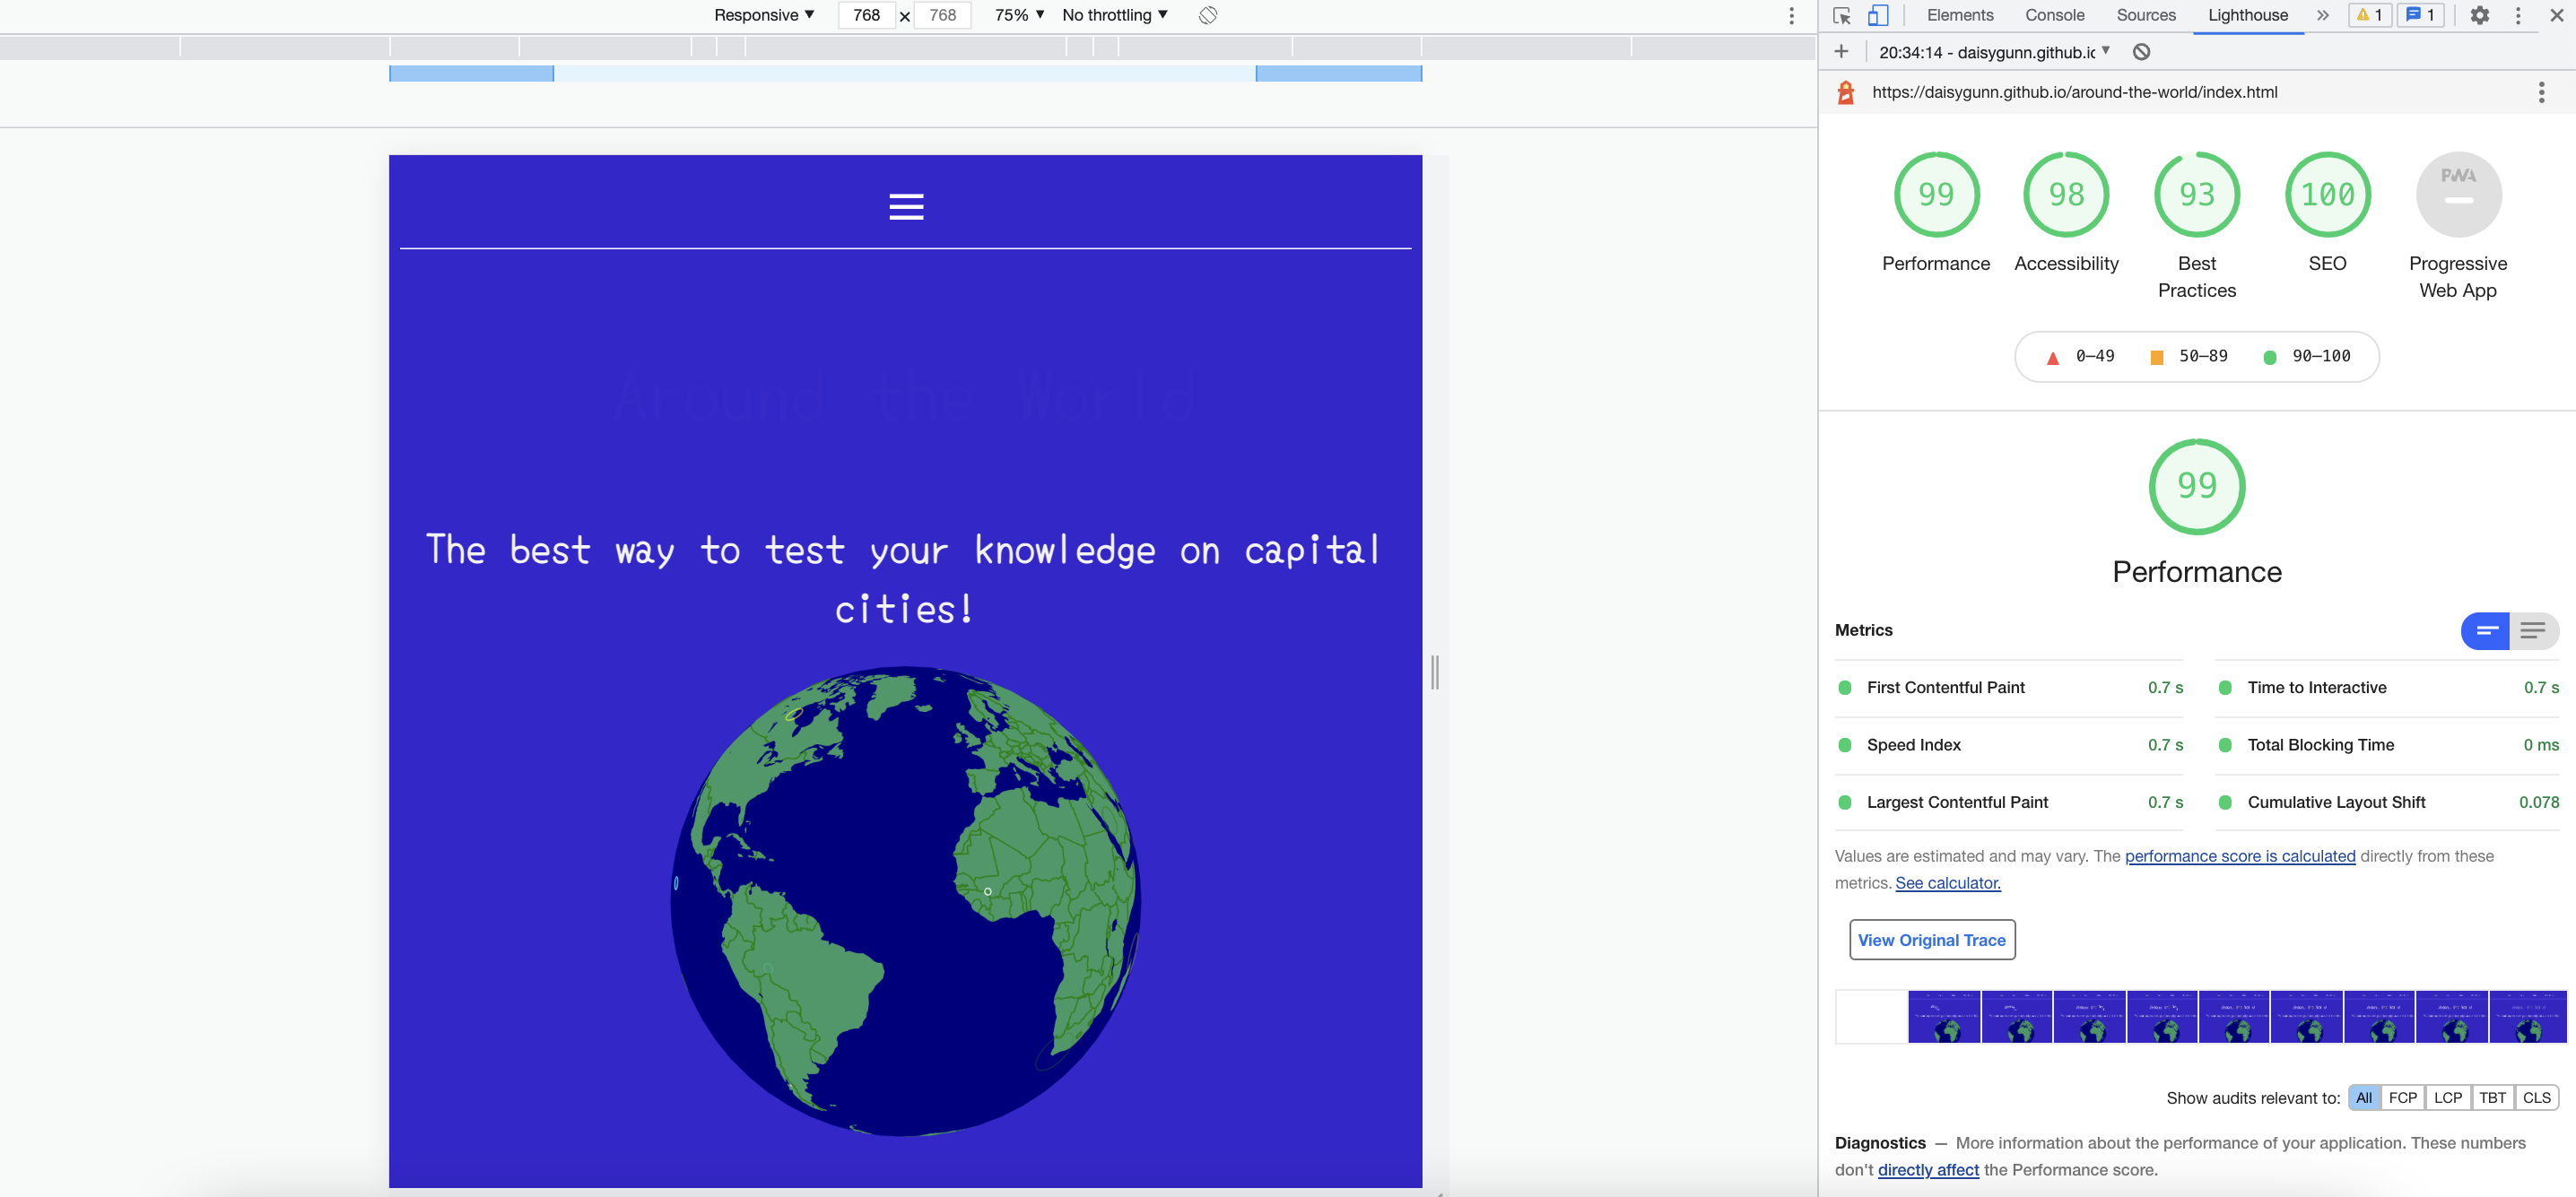 Responsive ▼ 768 × 768 75% ▼ No throttling ▼
Elements Console Sources Lighthouse » 1 1
20:34:14 - daisygunn.github.ic ▼
https://daisygunn.github.io/around-the-world/index.html
99 98 93 100 PWA
Performance Accessibility Best Practices SEO Progressive Web App
0–49 50–89 90–100
99
Performance
Metrics
First Contentful Paint 0.7 s Time to Interactive 0.7 s
Speed Index 0.7 s Total Blocking Time 0 ms
Largest Contentful Paint 0.7 s Cumulative Layout Shift 0.078
Values are estimated and may vary. The performance score is calculated directly from these
metrics. See calculator.
View Original Trace
Show audits relevant to: All FCP LCP TBT CLS
Diagnostics — More information about the performance of your application. These numbers
don't directly affect the Performance score.
Around the World
The best way to test your knowledge on capital
cities!